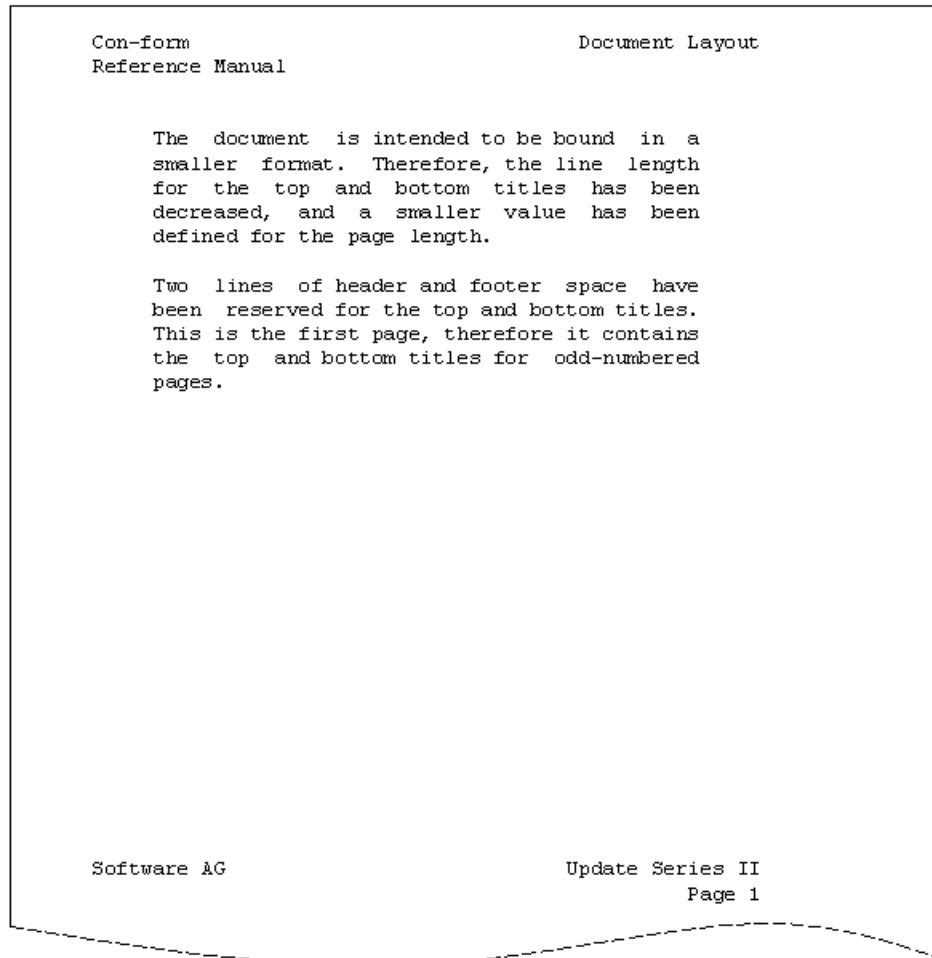 Con-form Document Layout
Reference Manual
The document is intended to be bound in a
smaller format. Therefore, the line length
for the top and bottom titles has been
decreased, and a smaller value has been
defined for the page length.
Two lines of header and footer space have
been reserved for the top and bottom titles.
This is the first page, therefore it contains
the top and bottom titles for odd-numbered
pages.
Software AG Update Series II
Page 1